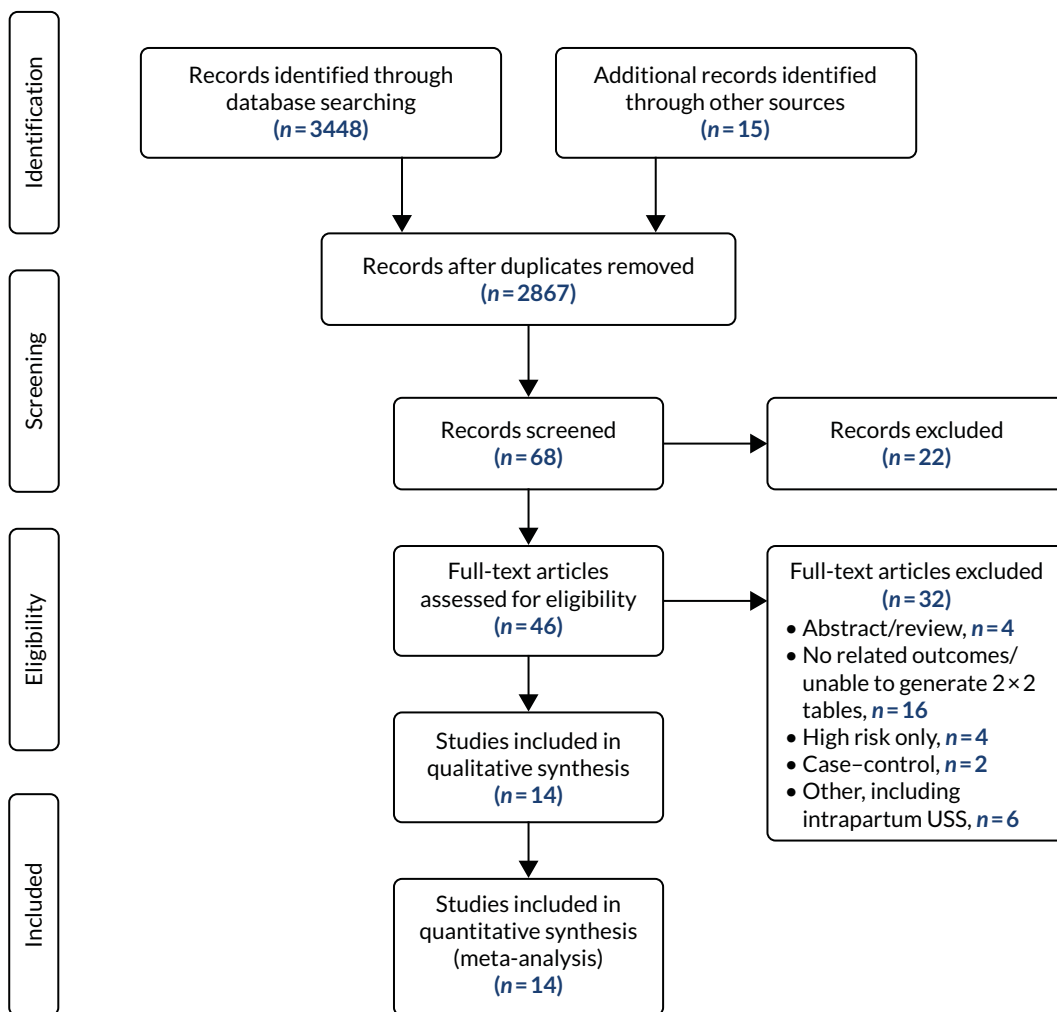 Identification
Records identified through
database searching
(n=3448)
Additional records identified
through other sources
(n=15)
Records after duplicates removed
(n=2867)
Screening
Records screened
(n=68)
Records excluded
(n=22)
Eligibility
Full-text articles
assessed for eligibility
(n=46)
Full-text articles excluded
(n=32)
• Abstract/review, n=4
• No related outcomes/
unable to generate 2×2
tables, n=16
• High risk only, n=4
• Case–control, n=2
• Other, including
intrapartum USS, n=6
Studies included in
qualitative synthesis
(n=14)
Included
Studies included in
quantitative synthesis
(meta-analysis)
(n=14)